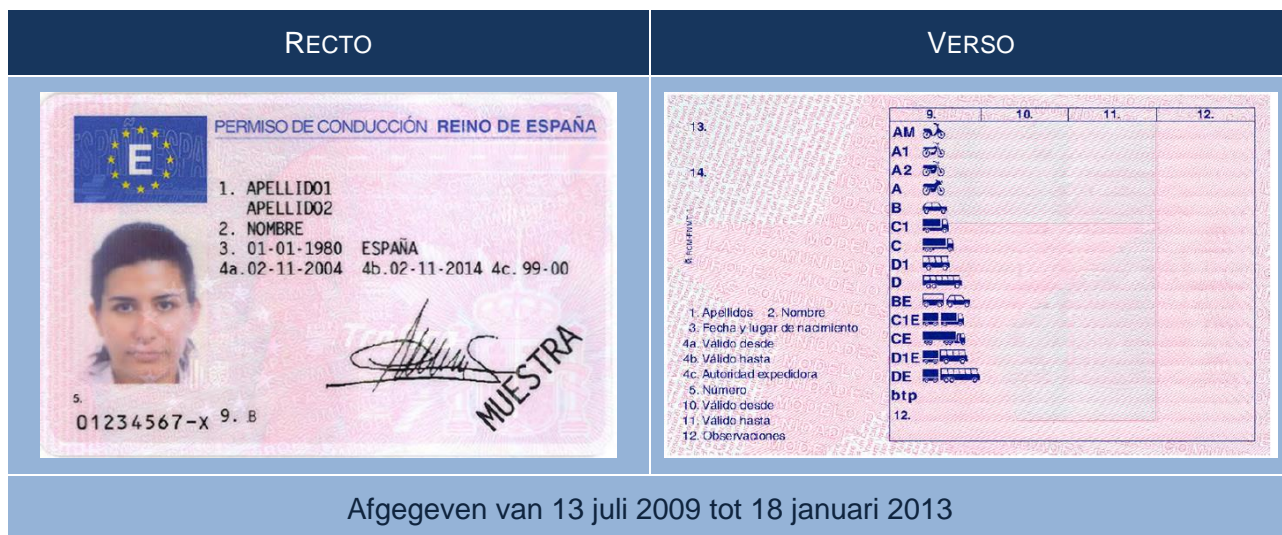 RECTO
VERSO
E
PERMISO DE CONDUCCIÓN REINO DE ESPAÑA
1. APELLIDO1
APELLIDO2
2. NOMBRE
3. 01-01-1980 ESPAÑA
4a.02-11-2004 4b.02-11-2014 4c. 99-00
MUESTRA
5.
01234567-X 9. B
13.
14.
1. Apellidos 2. Nombre
3. Fecha y lugar de nacimiento
4a. Válido desde
4b. Válido hasta
4c. Autoridad expedidora
5. Número
10. Válido desde
11. Válido hasta
12. Observaciones
9. 10. 11. 12.
AM
A1
A2
A
B
C1
C
D1
D
BE
C1E
CE
D1E
DE
btp
12.
Afgegeven van 13 juli 2009 tot 18 januari 2013